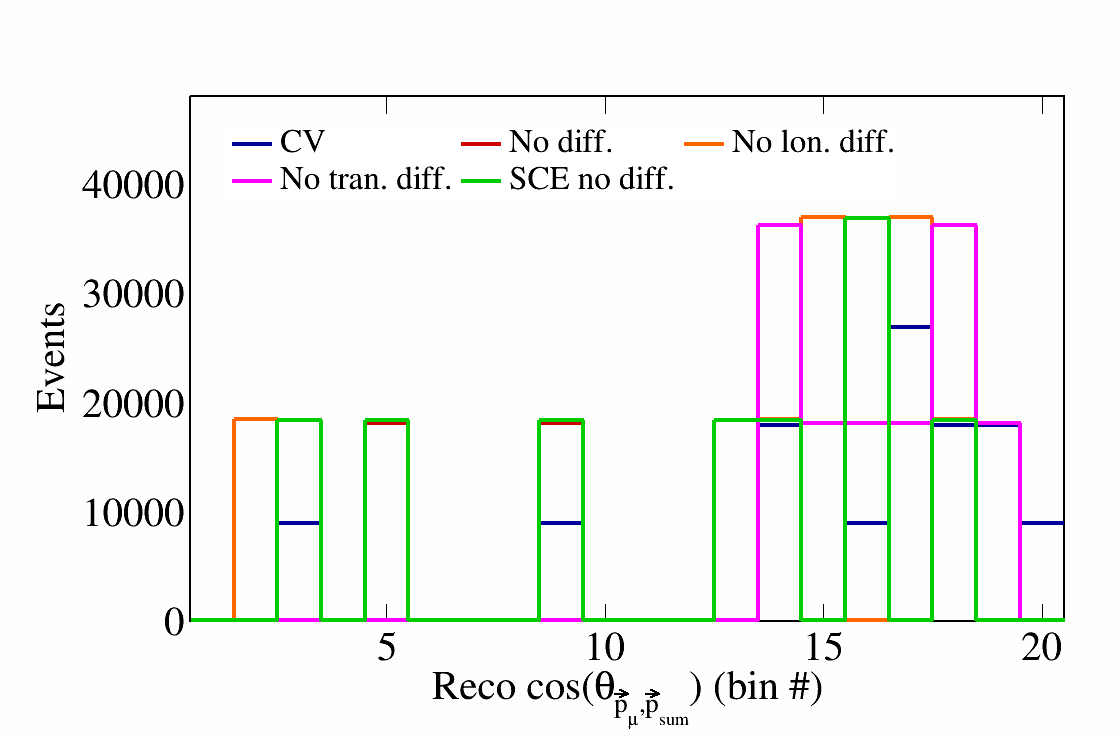 CV No diff. No lon. diff.
No tran. diff. SCE no diff.
40000
30000
20000
10000
0
Events
5 10 15 20
Reco cos(θp⃗μ,p⃗sum) (bin #)